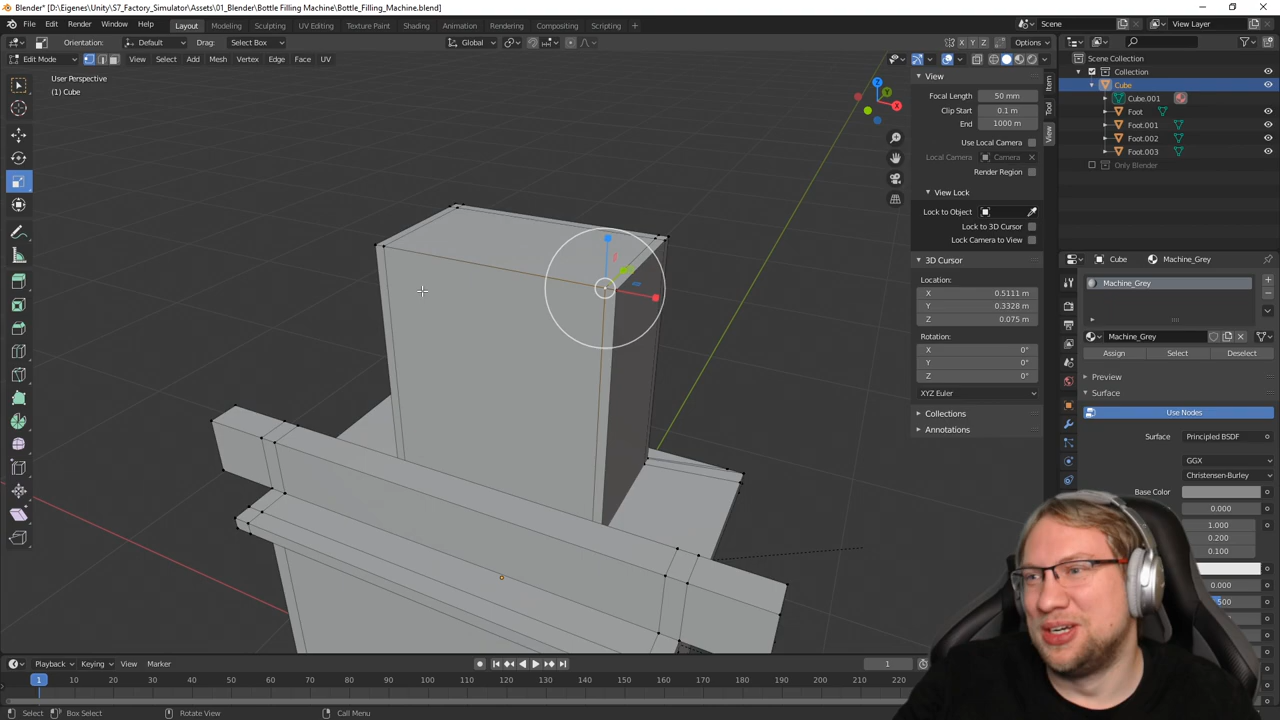 Blender* [D:\Eigenes\Unity\S7_Factory_Simulator\Assets\01_Blender\Bottle Filling Machine\Bottle_Filling_Machine.blend]
File Edit Render Window Help Layout Modeling Sculpting UV Editing Texture Paint Shading Animation Rendering Compositing Scripting Scene View Layer
Orientation: Default Drag: Select Box Global X Y Z Options
Edit Mode View Select Add Mesh Vertex Edge Face UV
User Perspective
(1) Cube
Z
Y
X
View
Focal Length 50 mm
Clip Start 0.1 m
End 1000 m
Use Local Camera
Local Camera Camera
Render Region
View Lock
Lock to Object
Lock to 3D Cursor
Lock Camera to View
3D Cursor
Location:
X 0.5111 m
Y 0.3328 m
Z 0.075 m
Rotation:
X 0°
Y 0°
Z 0°
XYZ Euler
Collections
Annotations
Item
Tool
View
Scene Collection
Collection
Cube
Cube.001
Foot
Foot.001
Foot.002
Foot.003
Only Blender
Cube Machine_Grey
Machine_Grey
Machine_Grey
Assign Select Deselect
Preview
Surface
Use Nodes
Surface Principled BSDF
GGX
Christensen-Burley
Base Color
0.000
1.000
0.200
0.100
0.000
500
Playback Keying View Marker 1
1 10 20 30 40 50 60 70 80 90 100 110 120 130 140 150 160 170 180 190 200 210 220
Select Box Select Rotate View Call Menu